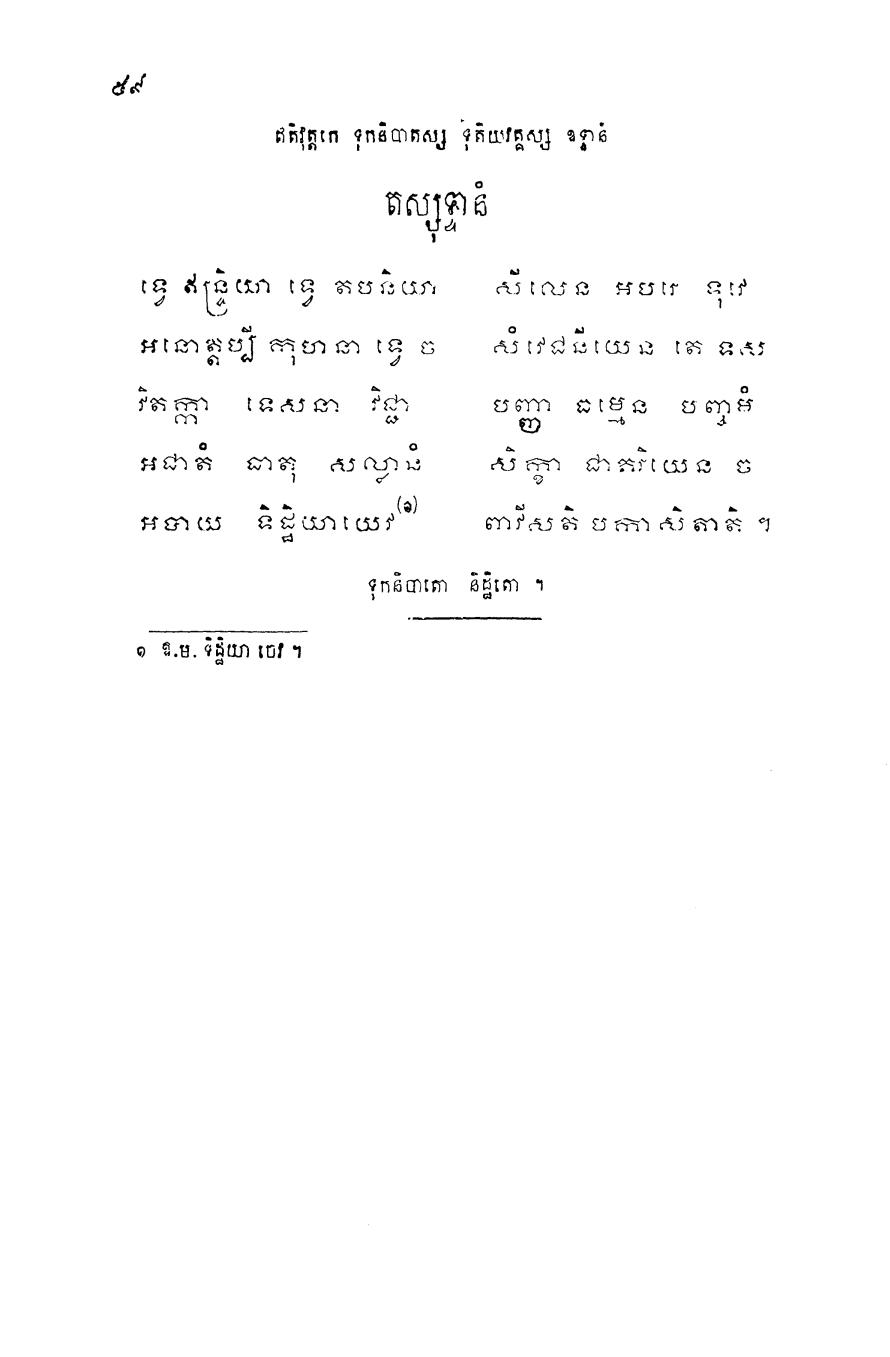 ៥៩
ឥតិវុត្តកេ ទុកនិបាតស្ស ទុតិយវគ្គស្ស ឧទ្ទានំ
តស្សុទ្ទានំ
ទ្វេ ឥន្ទ្រិយា ទ្វេ តបនិយា សីលេន អបរេ ទុវេ
អនោត្តប្បី កុហនា ទ្វេ ច សំវេជនីយេន តេ ទស
វិតក្កា ទេសនា វិជ្ជា បញ្ញា ធម្មេន បញ្ចមំ
អជាតំ ធាតុ សល្លានំ សិក្ខា ជាគរិយេន ច
អបាយ ទិដ្ឋិយាយេវ(១) ពាវីសតិ បកាសិតាតិ ។
ទុកនិបាតោ និដ្ឋិតោ ។
១ ឱ.ម. ទិដ្ឋិយា ចេវ ។